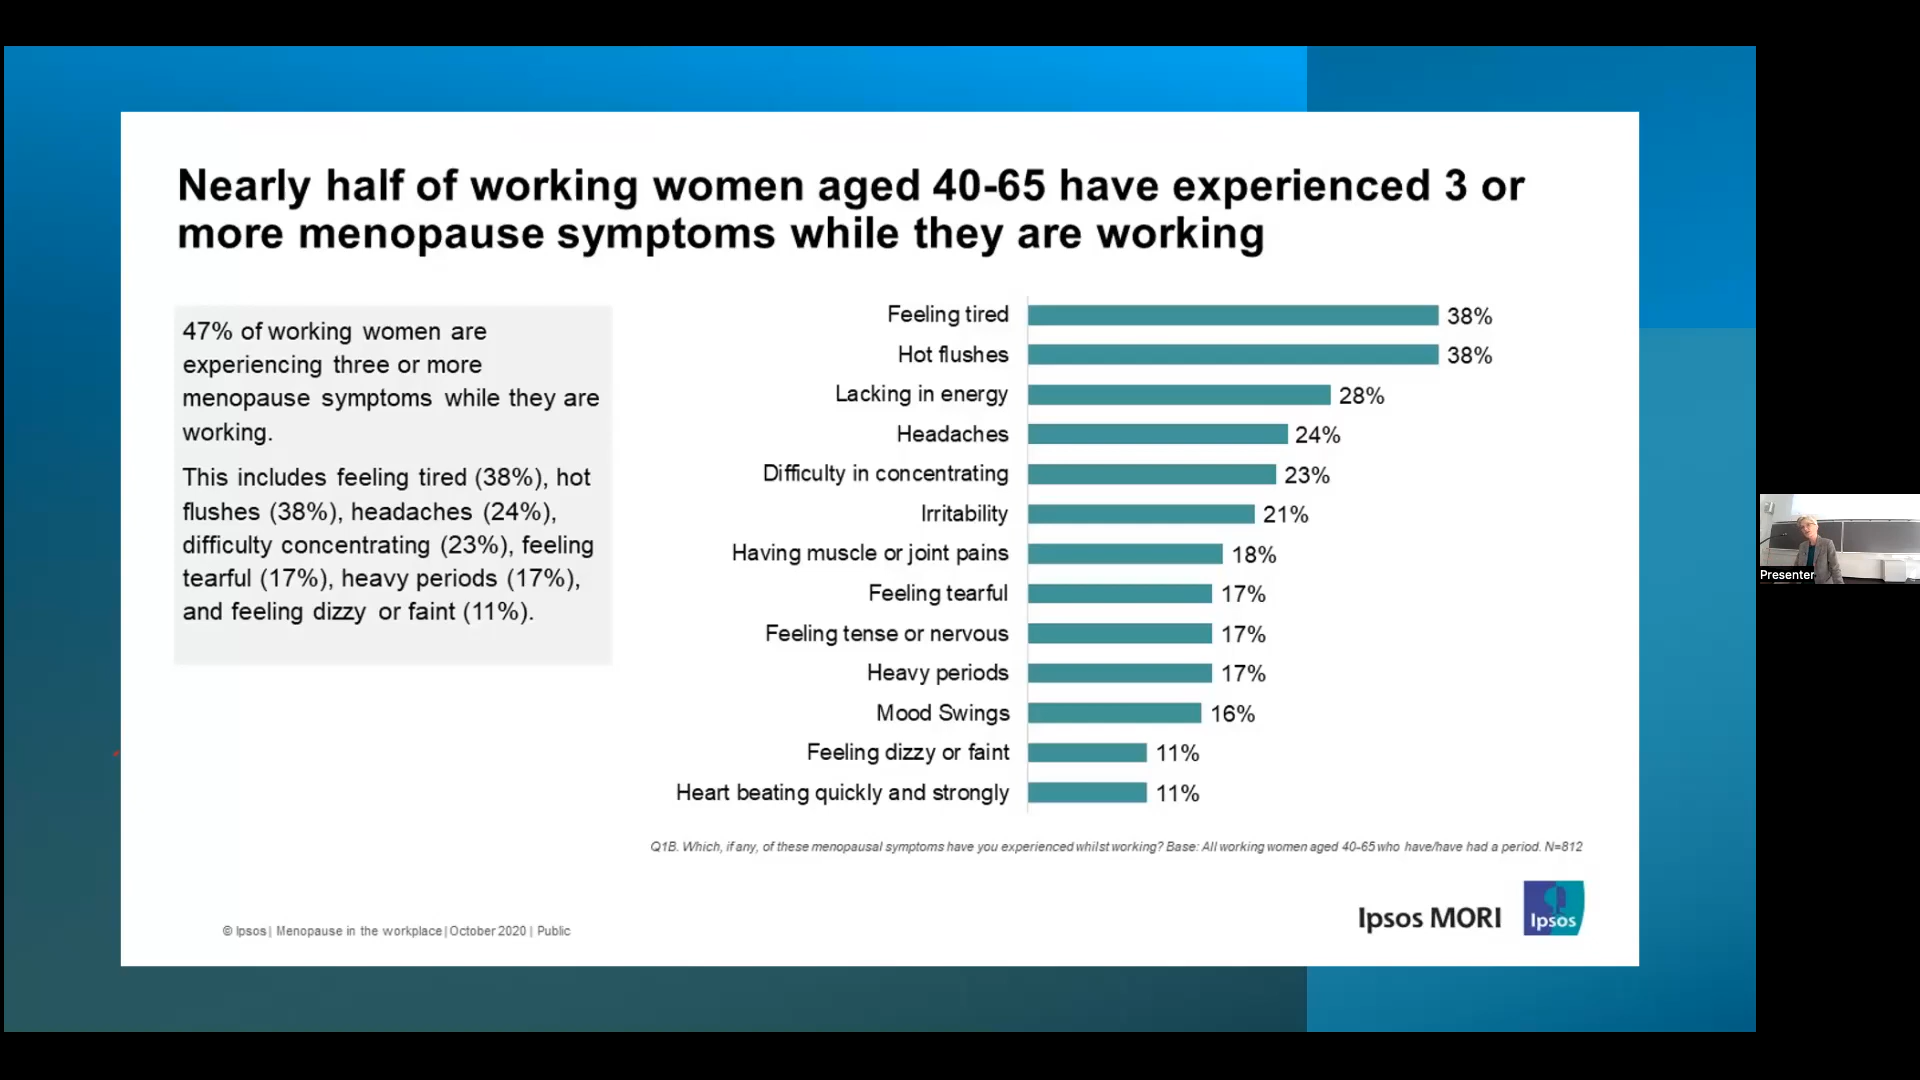 Nearly half of working women aged 40-65 have experienced 3 or
more menopause symptoms while they are working
47% of working women are
experiencing three or more
menopause symptoms while they are
working.
This includes feeling tired (38%), hot
flushes (38%), headaches (24%),
difficulty concentrating (23%), feeling
tearful (17%), heavy periods (17%),
and feeling dizzy or faint (11%).
Feeling tired 38%
Hot flushes 38%
Lacking in energy 28%
Headaches 24%
Difficulty in concentrating 23%
Irritability 21%
Having muscle or joint pains 18%
Feeling tearful 17%
Feeling tense or nervous 17%
Heavy periods 17%
Mood Swings 16%
Feeling dizzy or faint 11%
Heart beating quickly and strongly 11%
Q1B. Which, if any, of these menopausal symptoms have you experienced whilst working? Base: All working women aged 40-65 who have/have had a period. N=812
© Ipsos | Menopause in the workplace | October 2020 | Public
Ipsos MORI
Ipsos
Presenter